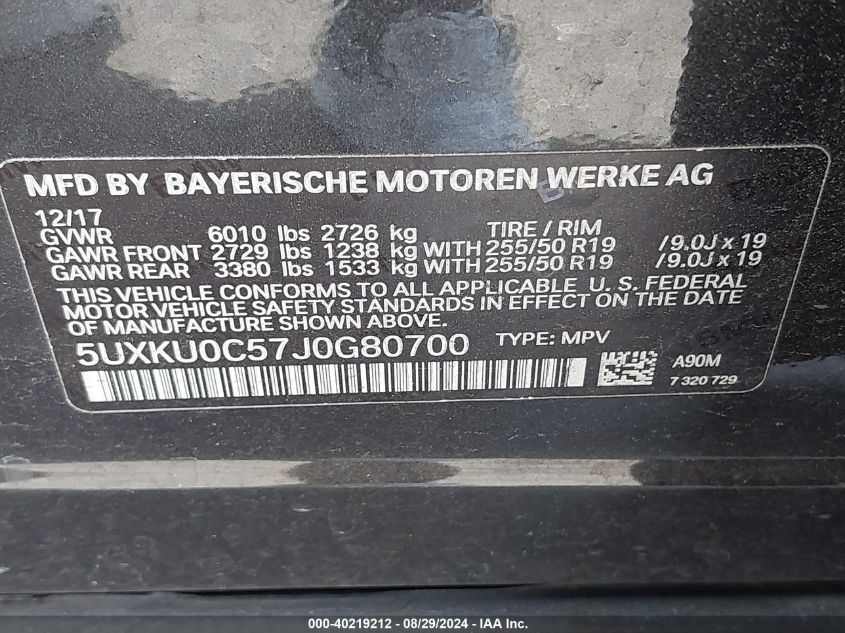 MFD BY BAYERISCHE MOTOREN WERKE AG
12/17
GVWR 6010 lbs 2726 kg TIRE / RIM
GAWR FRONT 2729 lbs 1238 kg WITH 255/50 R19 /9.0J x 19
GAWR REAR 3380 lbs 1533 kg WITH 255/50 R19 /9.0J x 19
THIS VEHICLE CONFORMS TO ALL APPLICABLE U. S. FEDERAL
MOTOR VEHICLE SAFETY STANDARDS IN EFFECT ON THE DATE
OF MANUFACTURE SHOWN ABOVE.
5UXKU0C57J0G80700 TYPE: MPV
A90M
7 320 729
000-40219212 - 08/29/2024 - IAA Inc.